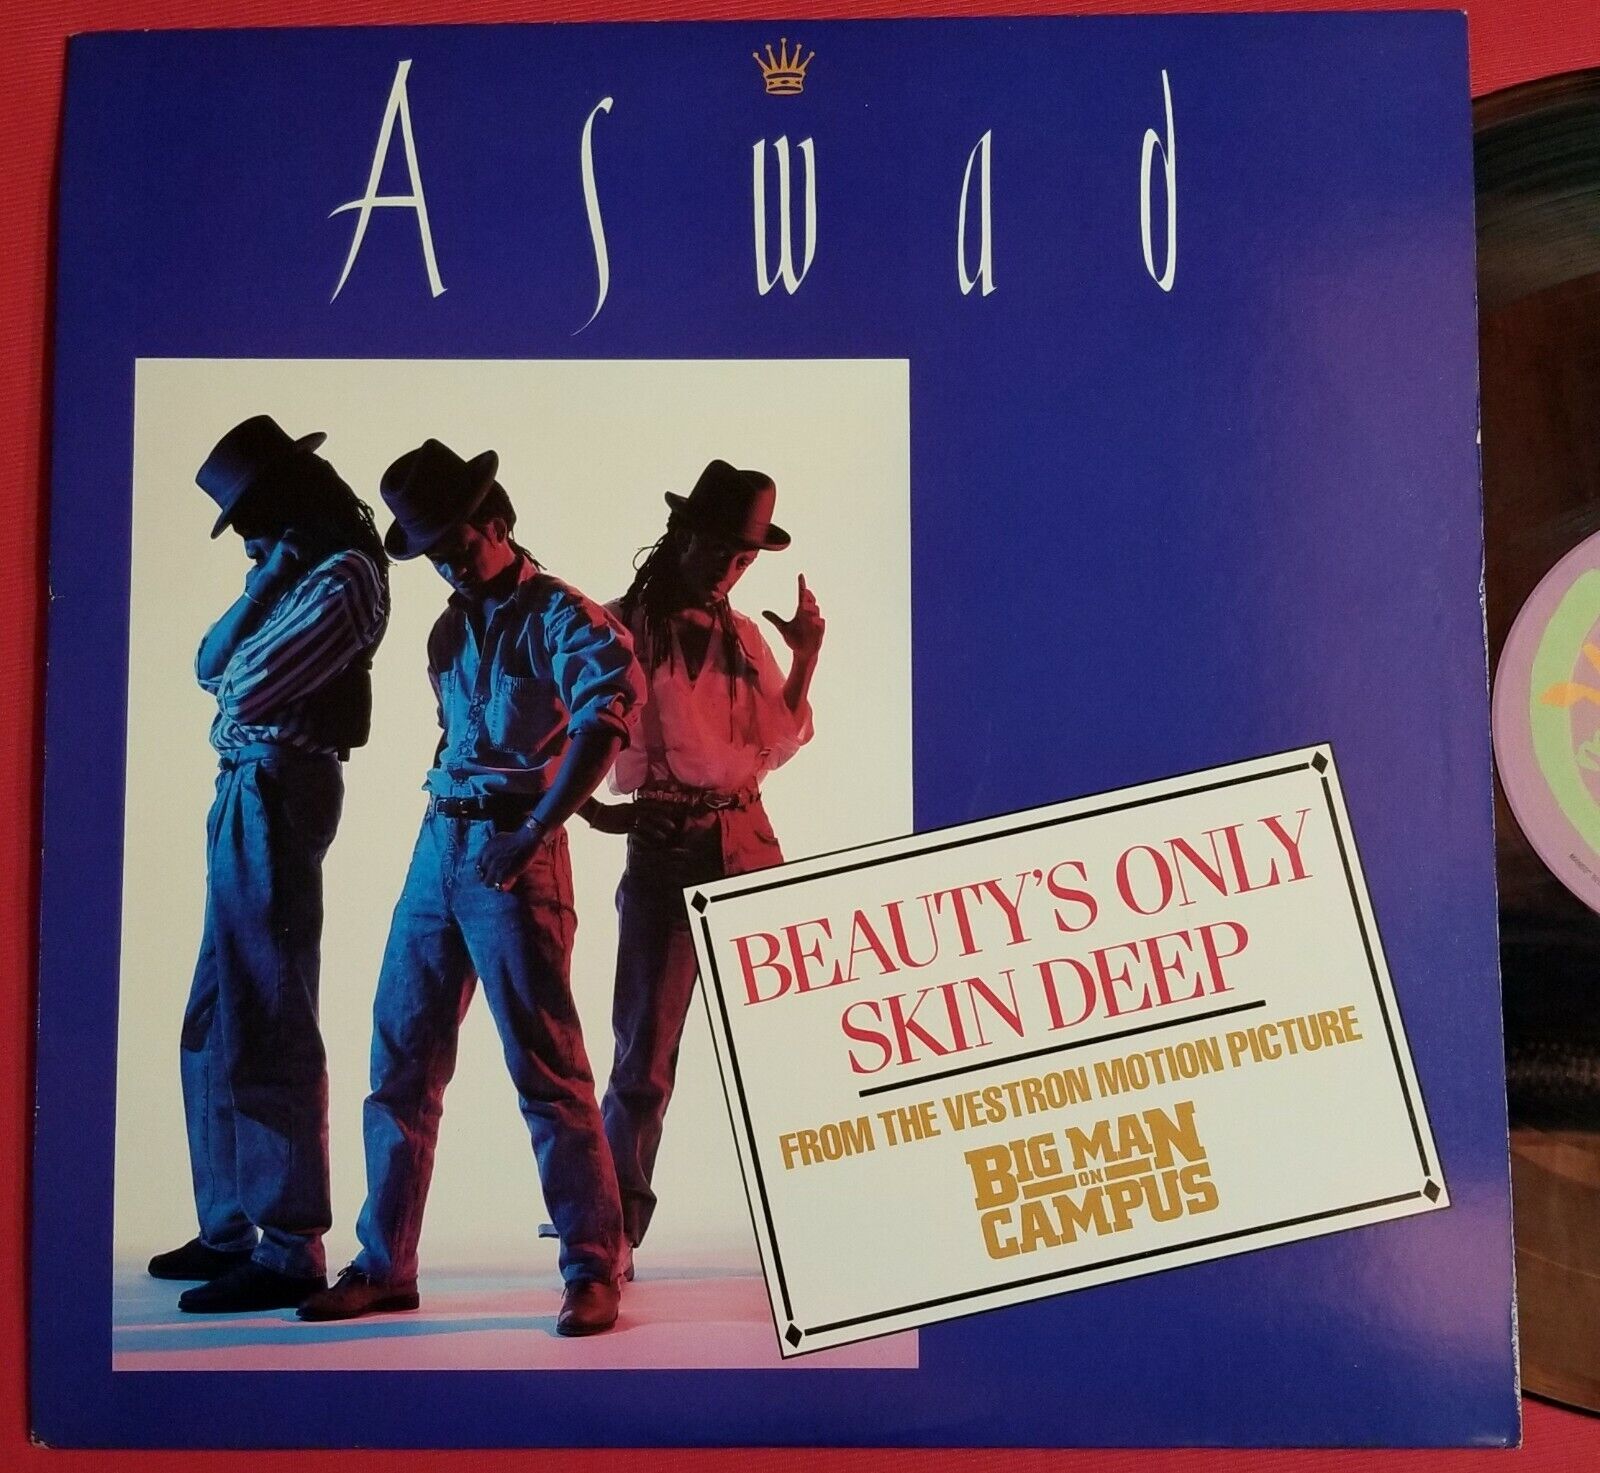 Aswad
BEAUTY'S ONLY
SKIN DEEP
FROM THE VESTRON MOTION PICTURE
BIG MAN
ON
CAMPUS